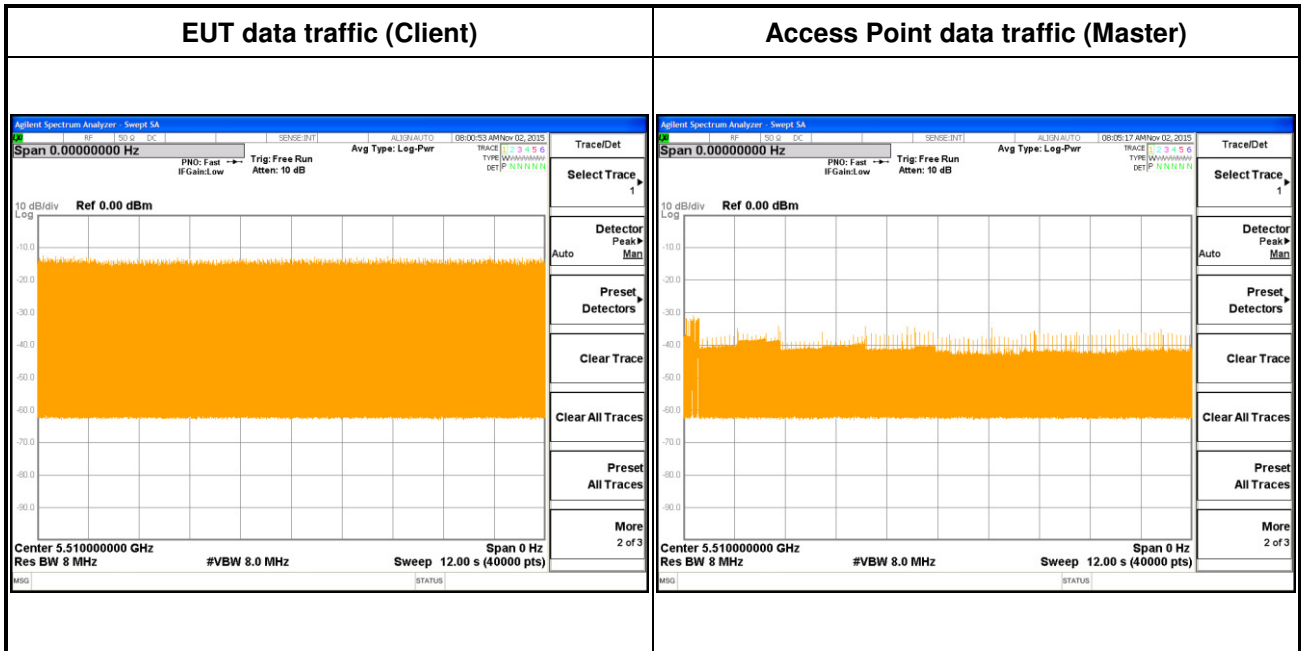 EUT data traffic (Client)
Access Point data traffic (Master)
Agilent Spectrum Analyzer - Swept SA
RF 50 Ω DC SENSE:INT ALIGNAUTO 08:00:53 AMNov 02, 2015
Span 0.00000000 Hz
PNO: Fast
IFGain:Low
Trig: Free Run
Atten: 10 dB
Avg Type: Log-Pwr
TRACE 1 2 3 4 5 6
TYPE
DET P N N N N N
10 dB/div Ref 0.00 dBm
Log
-10.0
-20.0
-30.0
-40.0
-50.0
-60.0
-70.0
-80.0
-90.0
Center 5.510000000 GHz Span 0 Hz
Res BW 8 MHz #VBW 8.0 MHz Sweep 12.00 s (40000 pts)
MSG STATUS
Trace/Det
Select Trace
1
Detector
Peak
Auto Man
Preset
Detectors
Clear Trace
Clear All Traces
Preset
All Traces
More
2 of 3
Agilent Spectrum Analyzer - Swept SA
RF 50 Ω DC SENSE:INT ALIGNAUTO 08:05:17 AMNov 02, 2015
Span 0.00000000 Hz
PNO: Fast
IFGain:Low
Trig: Free Run
Atten: 10 dB
Avg Type: Log-Pwr
TRACE 1 2 3 4 5 6
TYPE
DET P N N N N N
10 dB/div Ref 0.00 dBm
Log
-10.0
-20.0
-30.0
-40.0
-50.0
-60.0
-70.0
-80.0
-90.0
Center 5.510000000 GHz Span 0 Hz
Res BW 8 MHz #VBW 8.0 MHz Sweep 12.00 s (40000 pts)
MSG STATUS
Trace/Det
Select Trace
1
Detector
Peak
Auto Man
Preset
Detectors
Clear Trace
Clear All Traces
Preset
All Traces
More
2 of 3